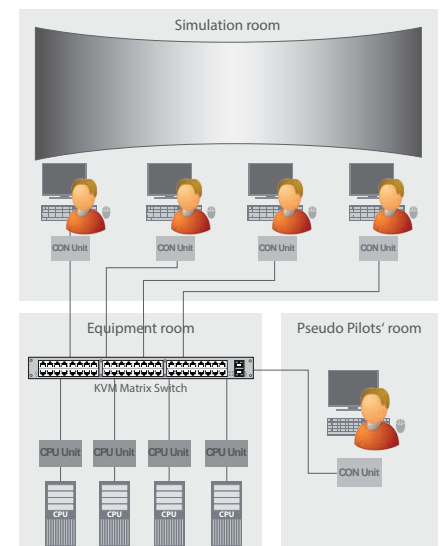 Simulation room
CON Unit
CON Unit
CON Unit
CON Unit
Equipment room
Pseudo Pilots' room
KVM Matrix Switch
CPU Unit
CPU Unit
CPU Unit
CPU Unit
CON Unit
CPU
CPU
CPU
CPU